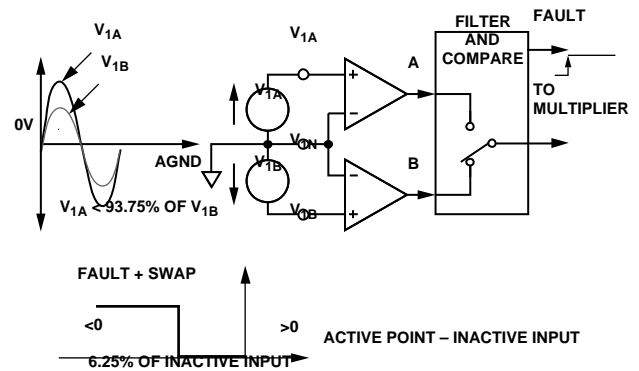 V1A
V1B
0V
AGND
V1A < 93.75% OF V1B
V1A
V1A
V1N
V1B
V1B
A
B
FILTER
AND
COMPARE
FAULT
TO
MULTIPLIER
FAULT + SWAP
<0
>0
6.25% OF INACTIVE INPUT
ACTIVE POINT – INACTIVE INPUT